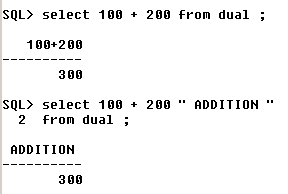 SQL> select 100 + 200 from dual ;
100+200
----------
300
SQL> select 100 + 200 " ADDITION "
2 from dual ;
ADDITION
----------
300